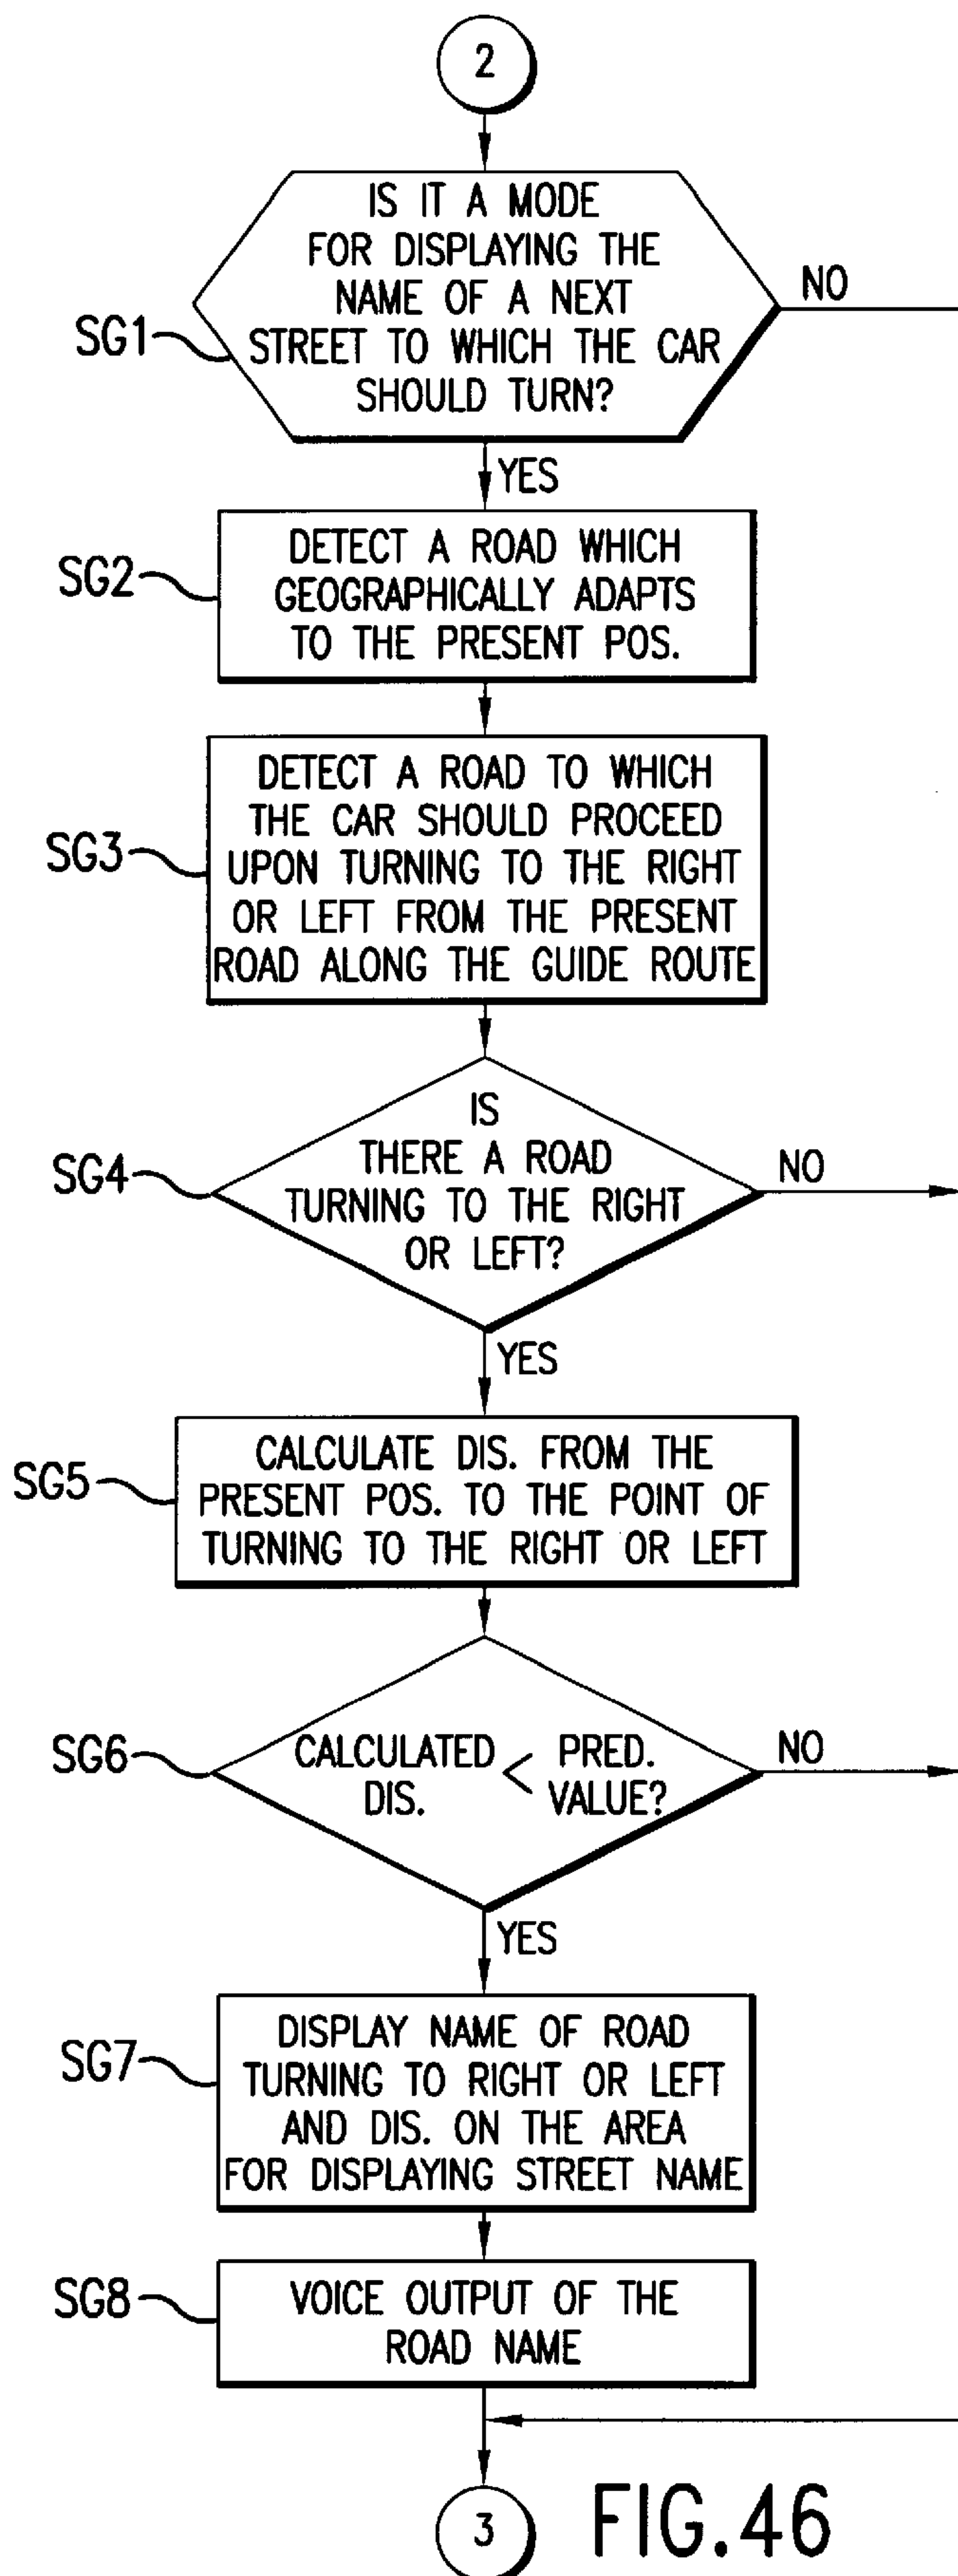 2
IS IT A MODE
FOR DISPLAYING THE
NAME OF A NEXT
STREET TO WHICH THE CAR
SHOULD TURN?
SG1
NO
YES
DETECT A ROAD WHICH
GEOGRAPHICALLY ADAPTS
TO THE PRESENT POS.
SG2
DETECT A ROAD TO WHICH
THE CAR SHOULD PROCEED
UPON TURNING TO THE RIGHT
OR LEFT FROM THE PRESENT
ROAD ALONG THE GUIDE ROUTE
SG3
IS
THERE A ROAD
TURNING TO THE RIGHT
OR LEFT?
SG4
NO
YES
CALCULATE DIS. FROM THE
PRESENT POS. TO THE POINT OF
TURNING TO THE RIGHT OR LEFT
SG5
CALCULATED DIS. < PRED. VALUE?
SG6
NO
YES
DISPLAY NAME OF ROAD
TURNING TO RIGHT OR LEFT
AND DIS. ON THE AREA
FOR DISPLAYING STREET NAME
SG7
VOICE OUTPUT OF THE
ROAD NAME
SG8
3
FIG.46